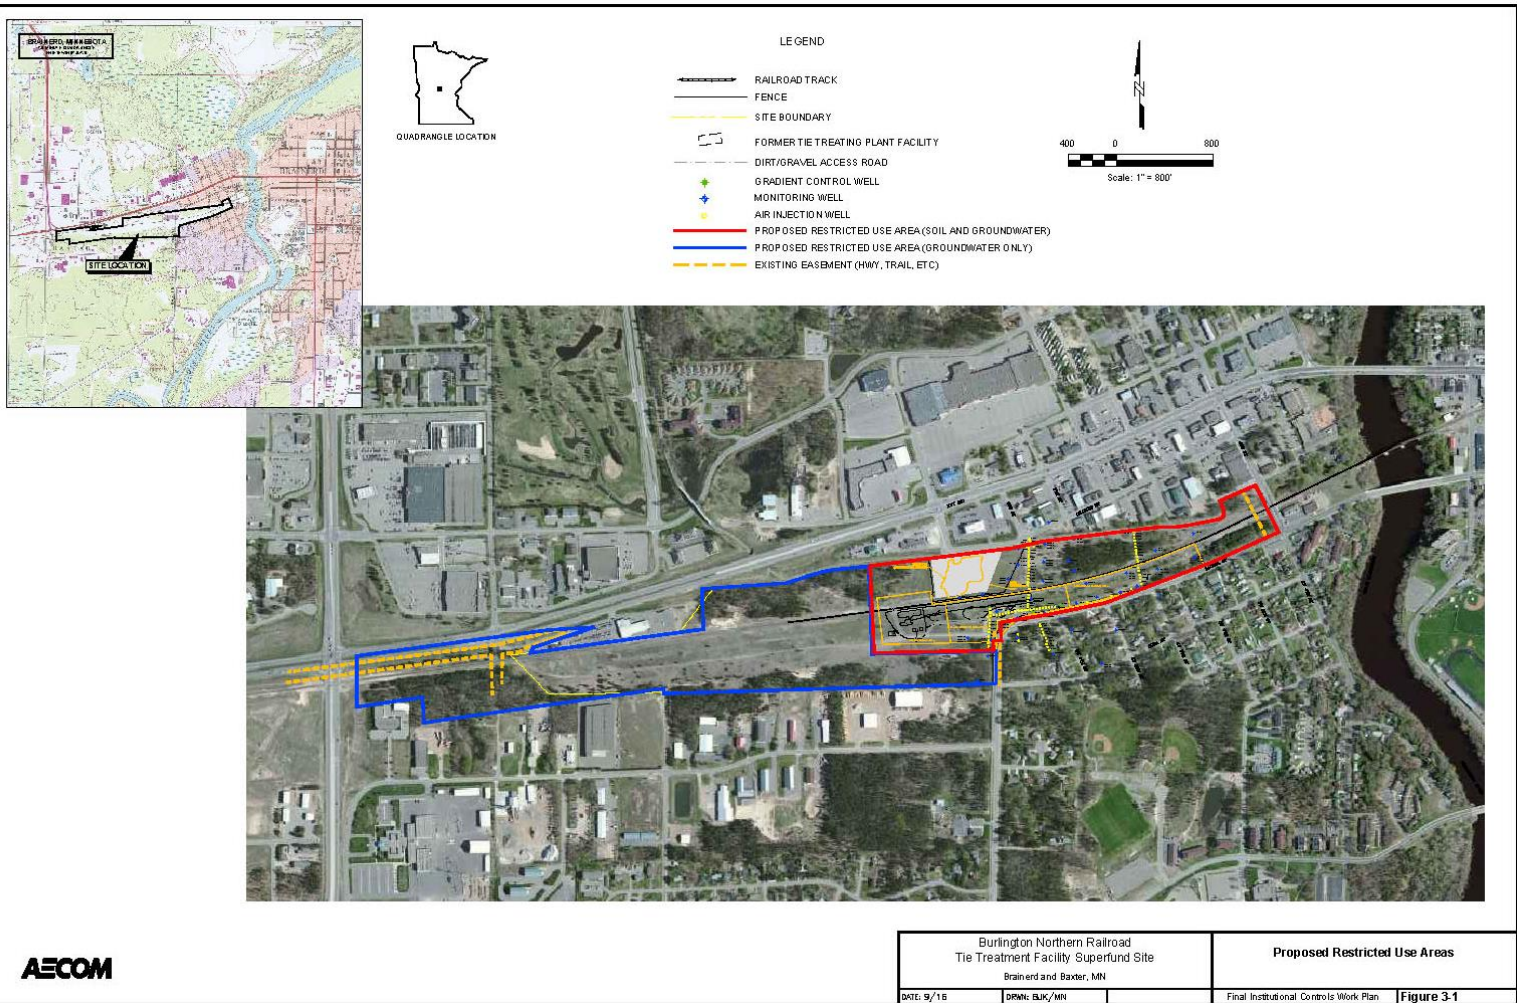 BRAINERD, MINNESOTA
SITE LOCATION
QUADRANGLE LOCATION
LEGEND
RAILROAD TRACK
FENCE
SITE BOUNDARY
FORMER TIE TREATING PLANT FACILITY
DIRT/GRAVEL ACCESS ROAD
GRADIENT CONTROL WELL
MONITORING WELL
AIR INJECTION WELL
PROPOSED RESTRICTED USE AREA (SOIL AND GROUNDWATER)
PROPOSED RESTRICTED USE AREA (GROUNDWATER ONLY)
EXISTING EASEMENT (HWY, TRAIL, ETC)
N
400 0 800
Scale: 1" = 800'
AECOM
Burlington Northern Railroad
Tie Treatment Facility Superfund Site
Brainerd and Baxter, MN
Proposed Restricted Use Areas
DATE: 9/16
DRWN: BJK/MN
Final Institutional Controls Work Plan
Figure 3-1